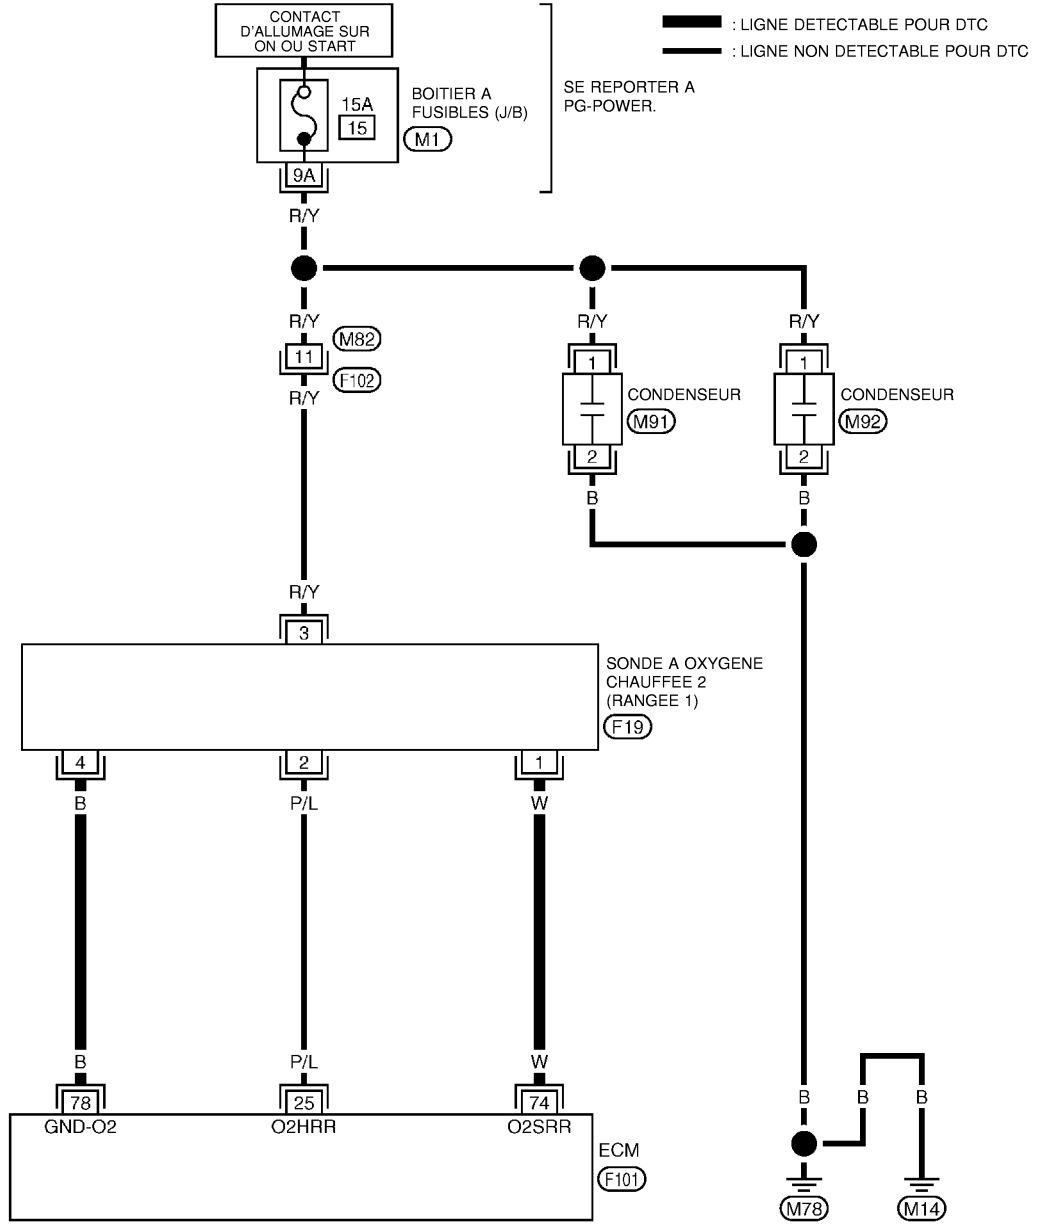 CONTACT
D'ALLUMAGE SUR
ON OU START
: LIGNE DETECTABLE POUR DTC
: LIGNE NON DETECTABLE POUR DTC
15A
15
BOITIER A
FUSIBLES (J/B)
M1
SE REPORTER A
PG-POWER.
9A
R/Y
R/Y
R/Y
R/Y
M82
11
F102
R/Y
1
1
CONDENSEUR
M91
CONDENSEUR
M92
2
2
B
B
R/Y
3
SONDE A OXYGENE
CHAUFFEE 2
(RANGEE 1)
F19
4
2
1
B
P/L
W
B
P/L
W
78
25
74
GND-O2
O2HRR
O2SRR
ECM
F101
B
B
B
M78
M14